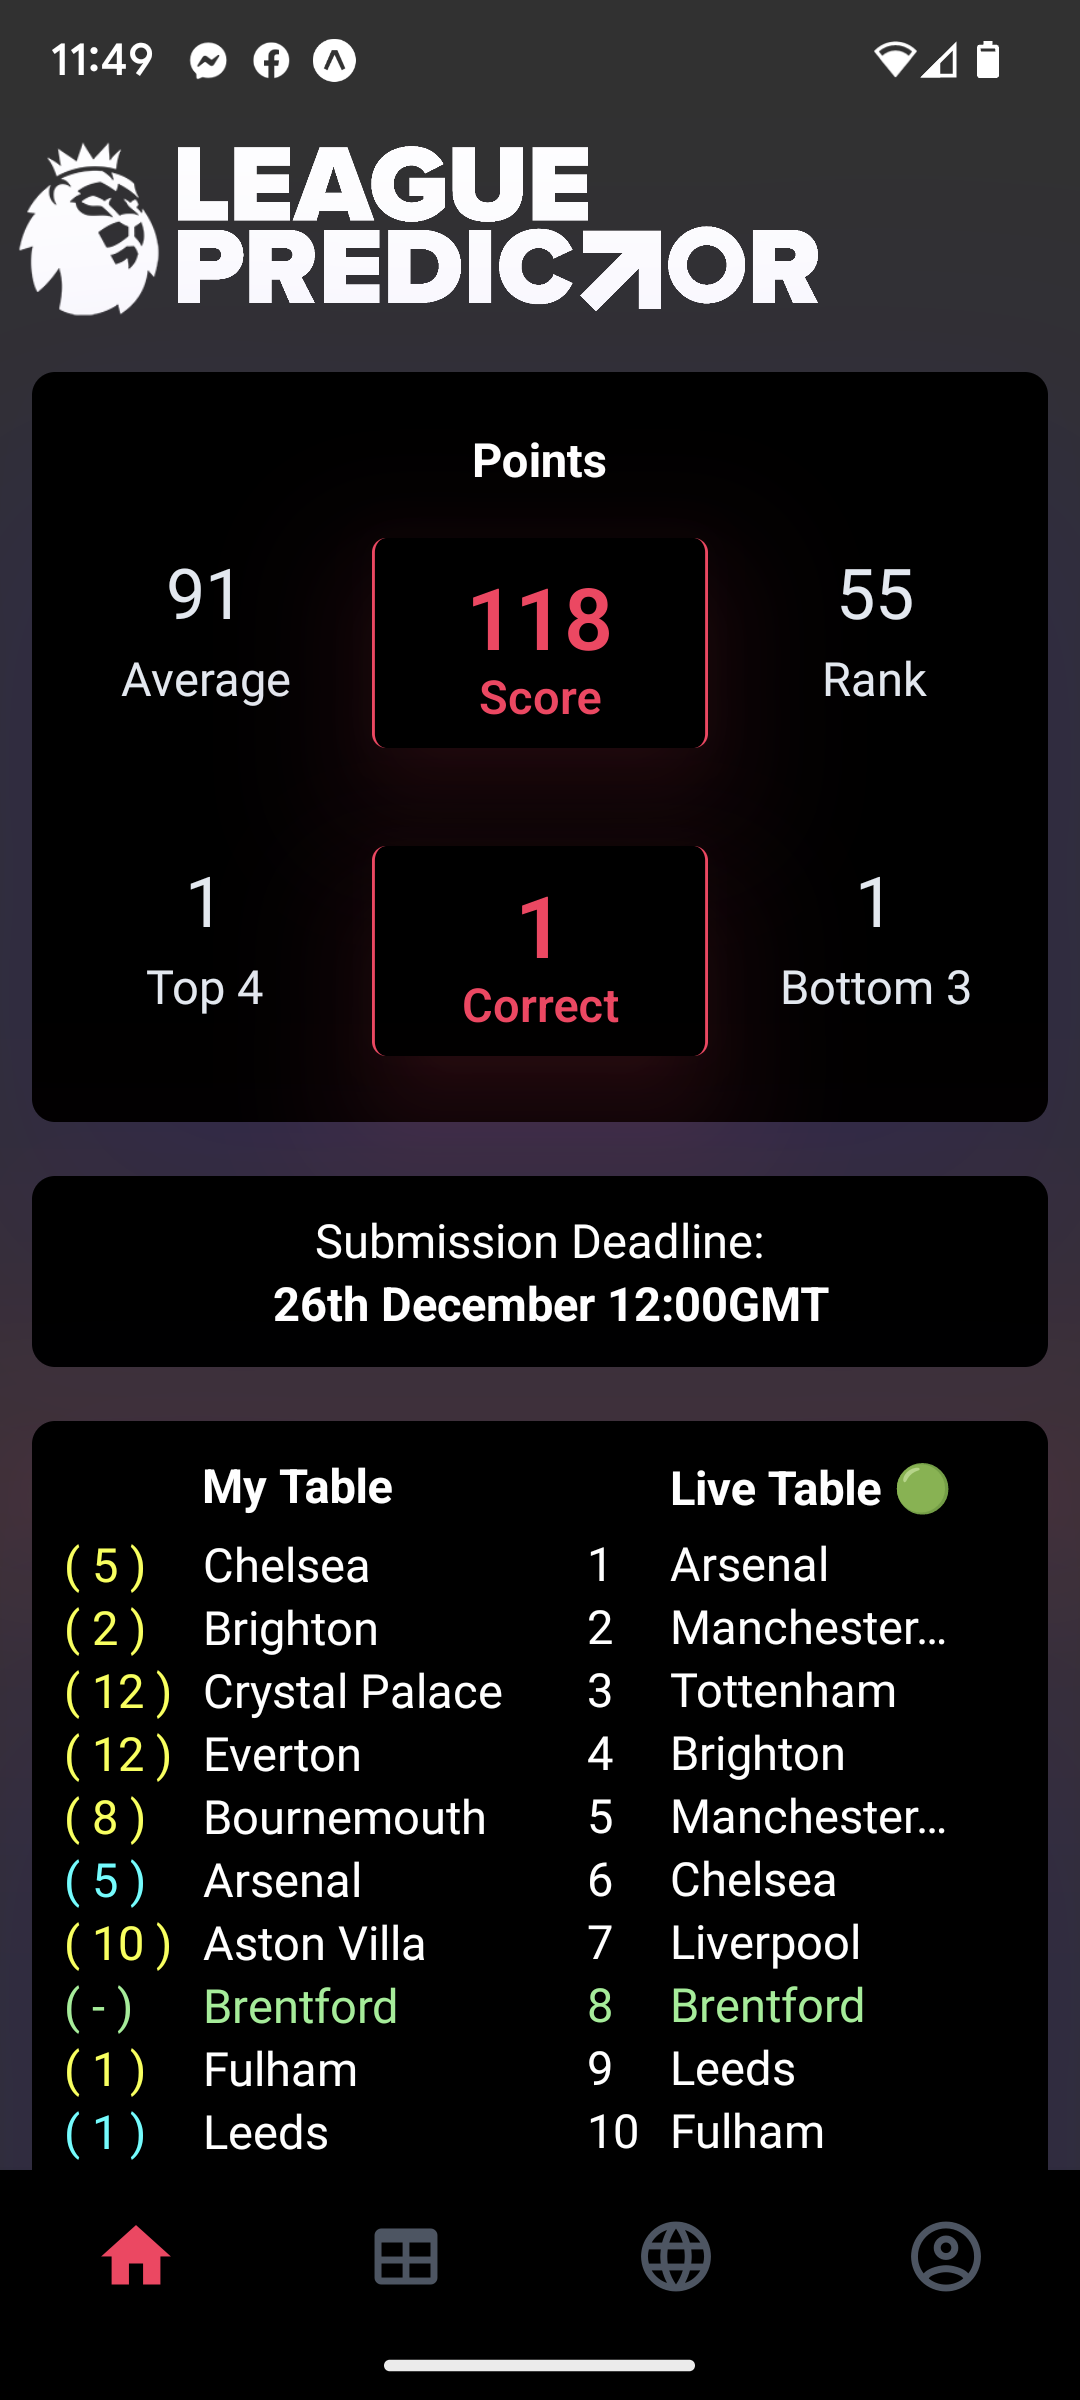 11:49
LEAGUE
PREDICTOR
Points
91 118 55
Average Score Rank
1 1 1
Top 4 Correct Bottom 3
Submission Deadline:
26th December 12:00GMT
My Table Live Table
( 5 ) Chelsea 1 Arsenal
( 2 ) Brighton 2 Manchester...
( 12 ) Crystal Palace 3 Tottenham
( 12 ) Everton 4 Brighton
( 8 ) Bournemouth 5 Manchester...
( 5 ) Arsenal 6 Chelsea
( 10 ) Aston Villa 7 Liverpool
( - ) Brentford 8 Brentford
( 1 ) Fulham 9 Leeds
( 1 ) Leeds 10 Fulham